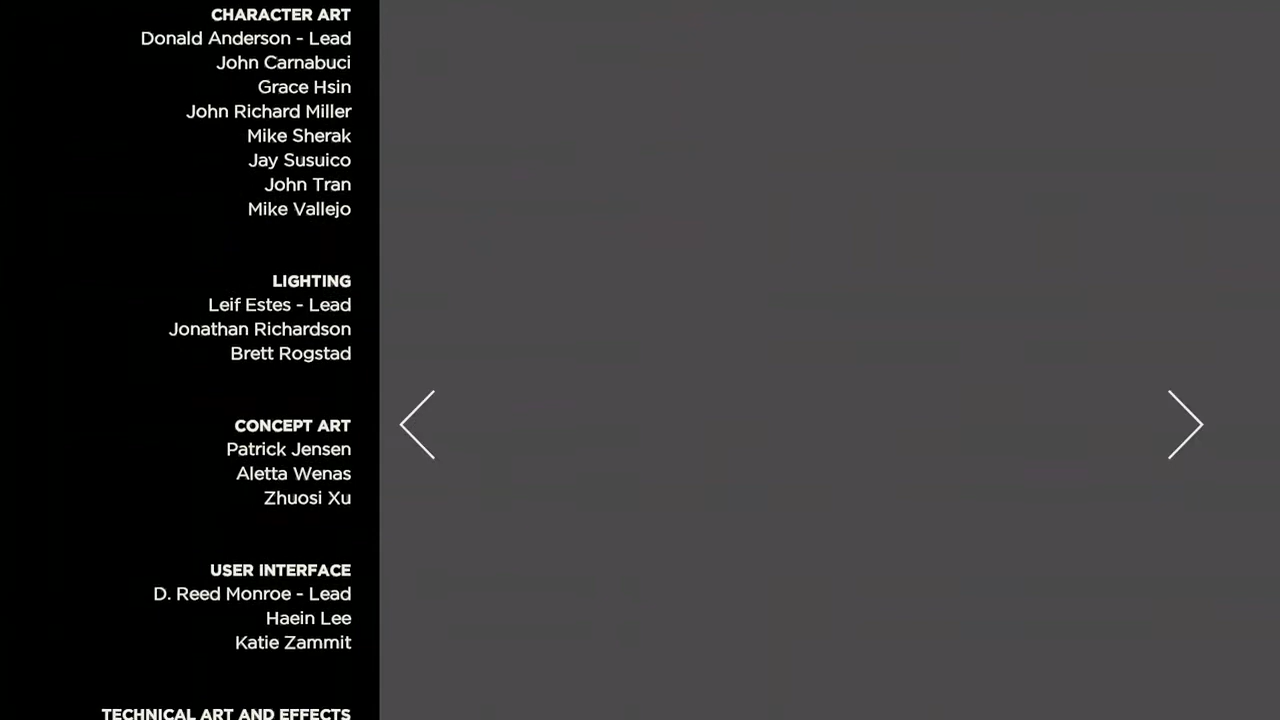 CHARACTER ART
Donald Anderson - Lead
John Carnabuci
Grace Hsin
John Richard Miller
Mike Sherak
Jay Susuico
John Tran
Mike Vallejo
LIGHTING
Leif Estes - Lead
Jonathan Richardson
Brett Rogstad
CONCEPT ART
Patrick Jensen
Aletta Wenas
Zhuosi Xu
USER INTERFACE
D. Reed Monroe - Lead
Haein Lee
Katie Zammit
TECHNICAL ART AND EFFECTS